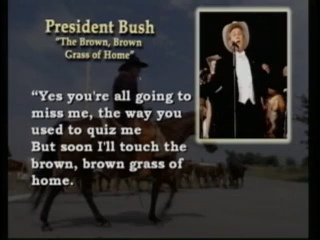 President Bush
"The Brown, Brown
Grass of Home"
"Yes you're all going to
miss me, the way you
used to quiz me
But soon I'll touch the
brown, brown grass of
home.